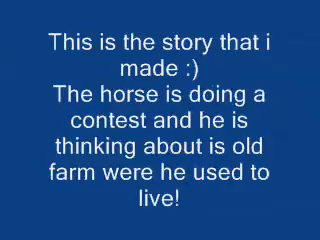 This is the story that i
made :)
The horse is doing a
contest and he is
thinking about is old
farm were he used to
live!